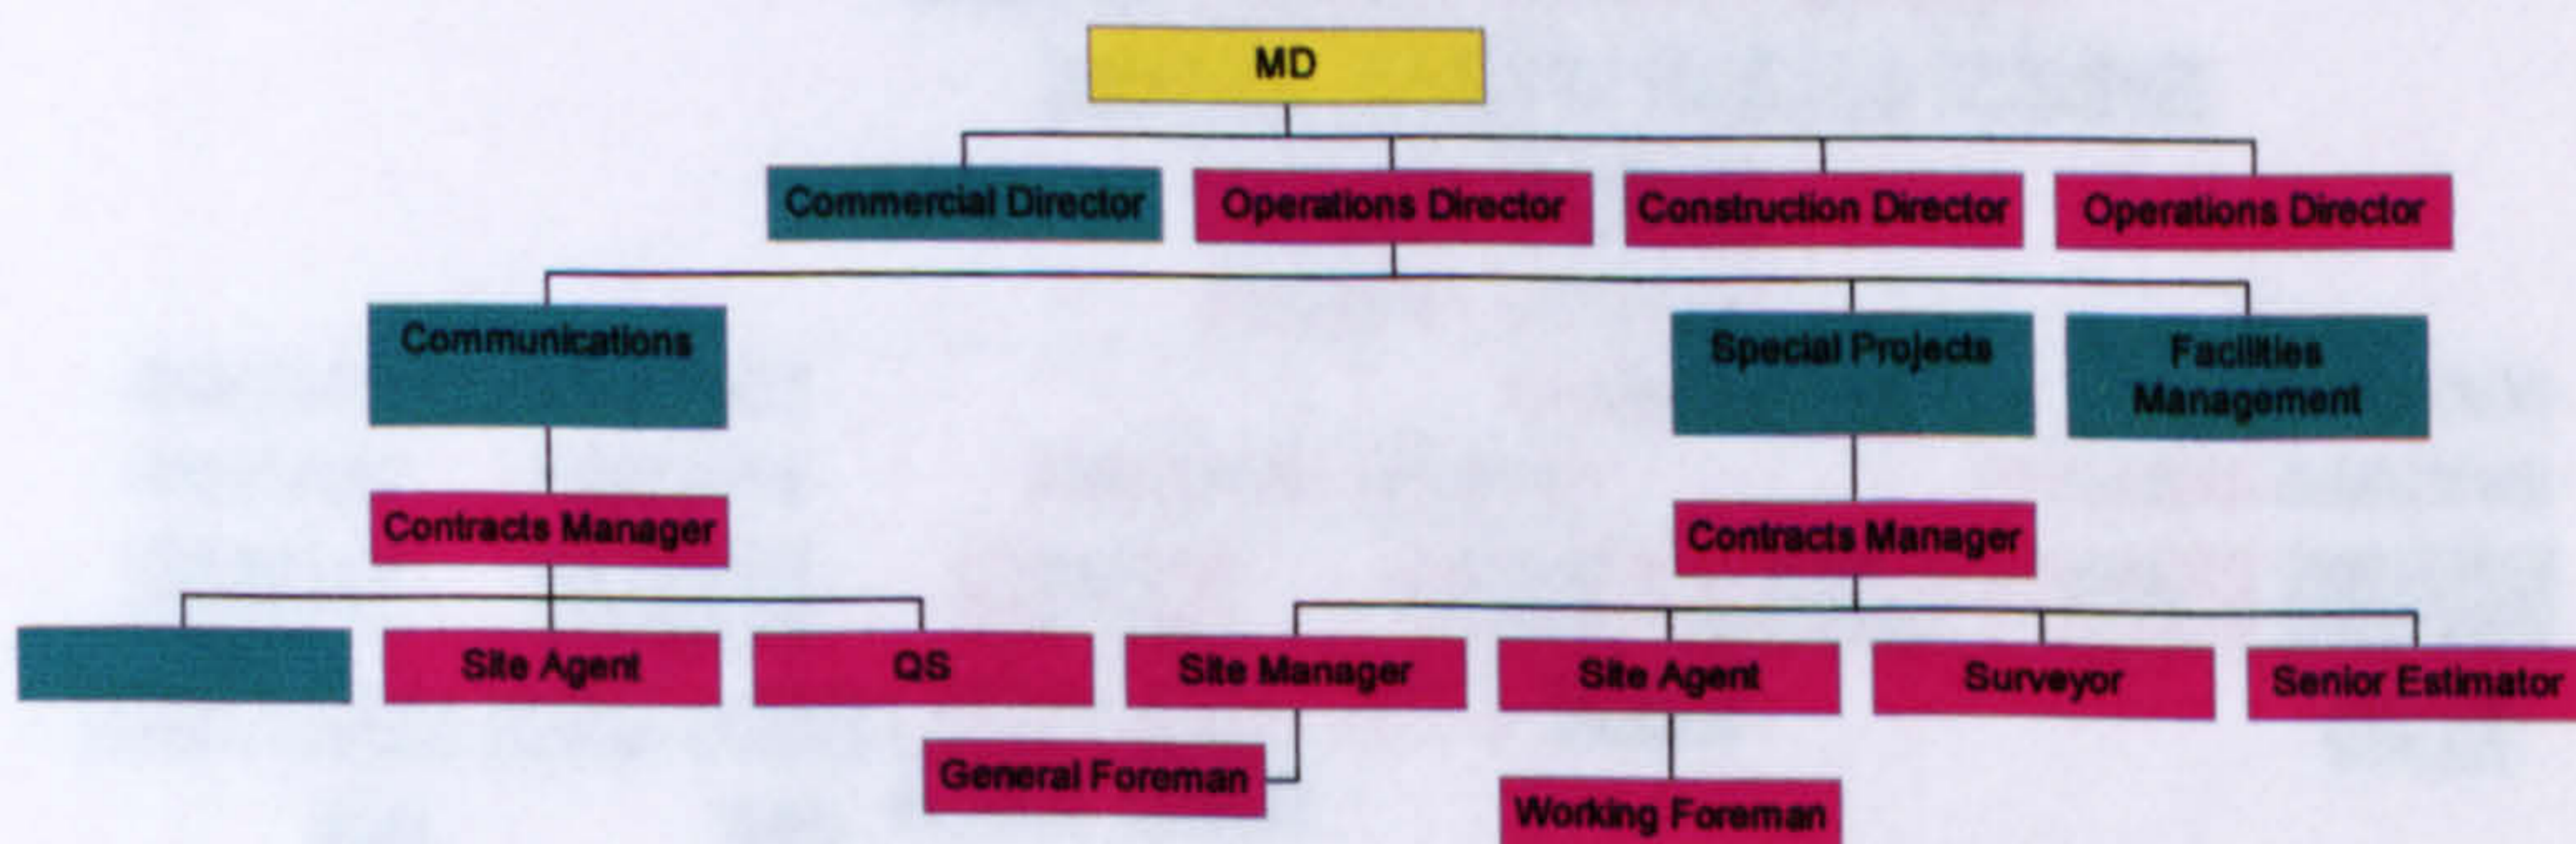 MD
Commercial Director
Operations Director
Construction Director
Operations Director
Communications
Special Projects
Facilities
Management
Contracts Manager
Contracts Manager
Site Agent
QS
Site Manager
Site Agent
Surveyor
Senior Estimator
General Foreman
Working Foreman